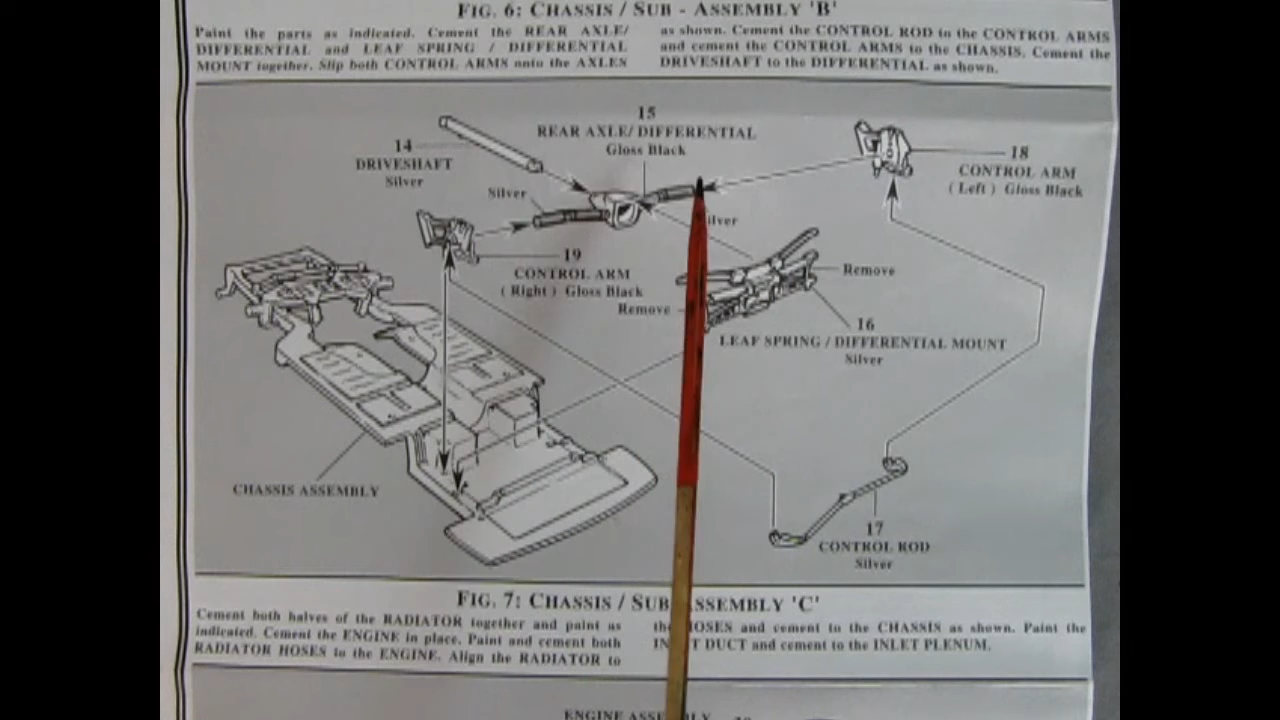 FIG. 6: CHASSIS / SUB - ASSEMBLY 'B'
Paint the parts as indicated. Cement the REAR AXLE/
DIFFERENTIAL and LEAF SPRING / DIFFERENTIAL
MOUNT together. Slip both CONTROL ARMS onto the AXLES
as shown. Cement the CONTROL ROD to the CONTROL ARMS
and cement the CONTROL ARMS to the CHASSIS. Cement the
DRIVESHAFT to the DIFFERENTIAL as shown.
15
REAR AXLE/ DIFFERENTIAL
Gloss Black
14
DRIVESHAFT
Silver
Silver
18
CONTROL ARM
( Left ) Gloss Black
ilver
19
CONTROL ARM
( Right ) Gloss Black
Remove
Remove
16
LEAF SPRING / DIFFERENTIAL MOUNT
Silver
CHASSIS ASSEMBLY
17
CONTROL ROD
Silver
FIG. 7: CHASSIS / SUB ASSEMBLY 'C'
Cement both halves of the RADIATOR together and paint as
indicated. Cement the ENGINE in place. Paint and cement both
RADIATOR HOSES to the ENGINE. Align the RADIATOR to
the HOSES and cement to the CHASSIS as shown. Paint the
IN T DUCT and cement to the INLET PLENUM.
ENGINE ASSEMBLY